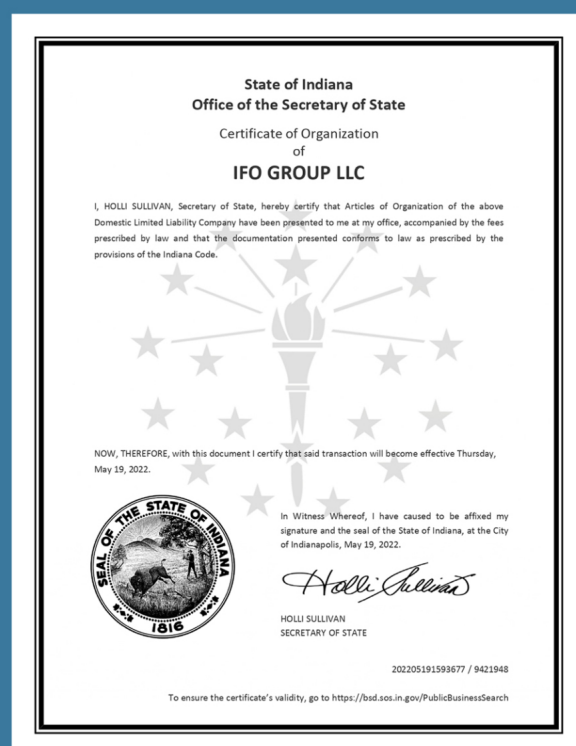 State of Indiana
Office of the Secretary of State
Certificate of Organization
of
IFO GROUP LLC
I, HOLLI SULLIVAN, Secretary of State, hereby certify that Articles of Organization of the above
Domestic Limited Liability Company have been presented to me at my office, accompanied by the fees
prescribed by law and that the documentation presented conforms to law as prescribed by the
provisions of the Indiana Code.
NOW, THEREFORE, with this document I certify that said transaction will become effective Thursday,
May 19, 2022.
SEAL OF THE STATE OF INDIANA
1816
In Witness Whereof, I have caused to be affixed my
signature and the seal of the State of Indiana, at the City
of Indianapolis, May 19, 2022.
Holli Sullivan
HOLLI SULLIVAN
SECRETARY OF STATE
202205191593677 / 9421948
To ensure the certificate's validity, go to https://bsd.sos.in.gov/PublicBusinessSearch